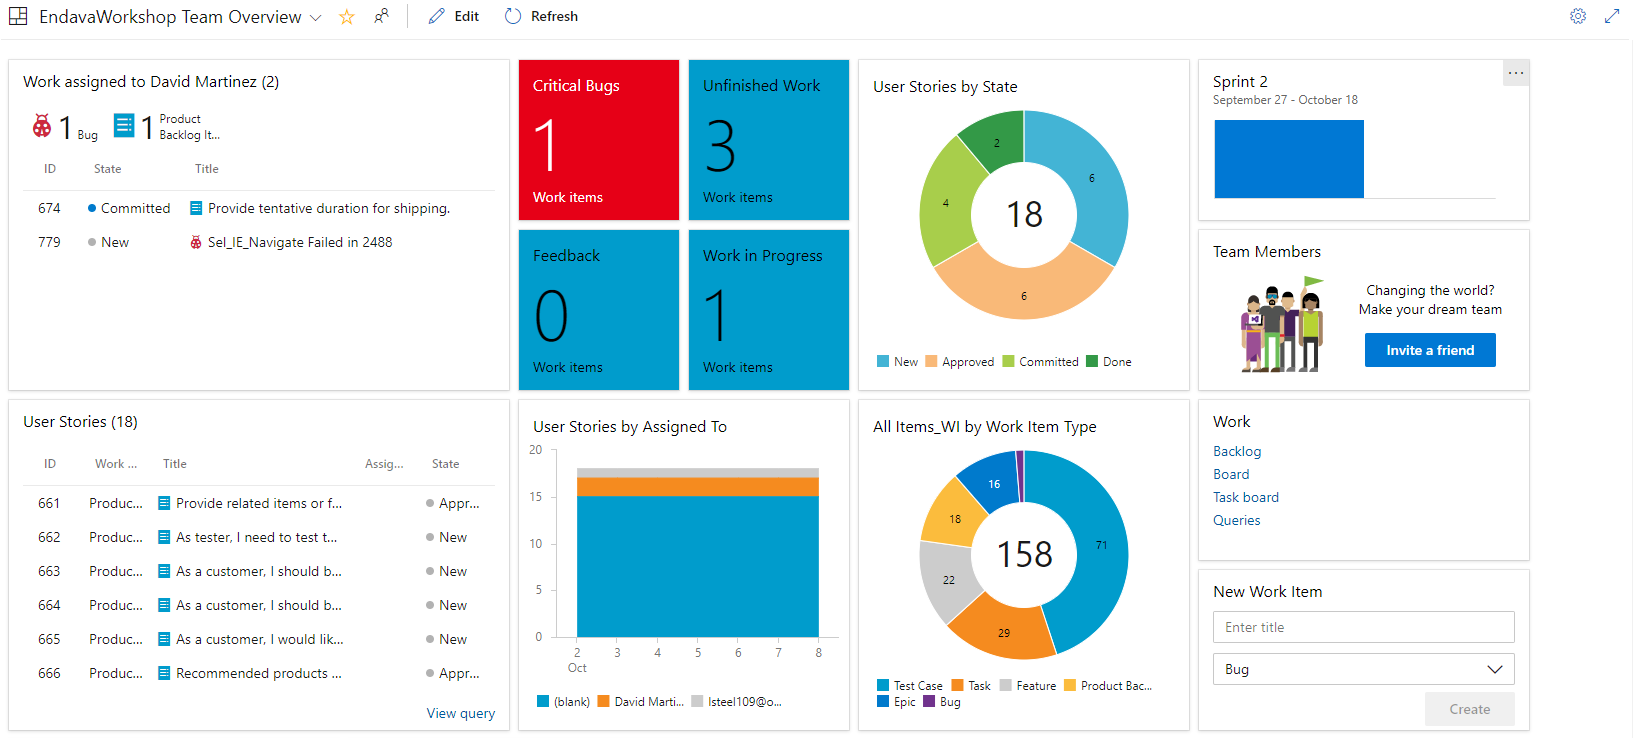 EndavaWorkshop Team Overview
Edit
Refresh
Work assigned to David Martinez (2)
1 Bug
1 Product Backlog It...
ID State Title
674 Committed Provide tentative duration for shipping.
779 New Sel_IE_Navigate Failed in 2488
Critical Bugs
1
Work items
Unfinished Work
3
Work items
Feedback
0
Work items
Work in Progress
1
Work items
User Stories by State
2
6
4
18
6
New Approved Committed Done
Sprint 2
September 27 - October 18
Team Members
Changing the world?
Make your dream team
Invite a friend
User Stories (18)
ID Work ... Title Assig... State
661 Produc... Provide related items or f... Appr...
662 Produc... As tester, I need to test t... New
663 Produc... As a customer, I should b... New
664 Produc... As a customer, I should b... New
665 Produc... As a customer, I would lik... New
666 Produc... Recommended products ... Appr...
View query
User Stories by Assigned To
20
15
10
5
0
2 3 4 5 6 7 8
Oct
(blank) David Marti... lsteel109@o...
All Items_WI by Work Item Type
16
18
71
158
22
29
Test Case Task Feature Product Bac...
Epic Bug
Work
Backlog
Board
Task board
Queries
New Work Item
Enter title
Bug
Create